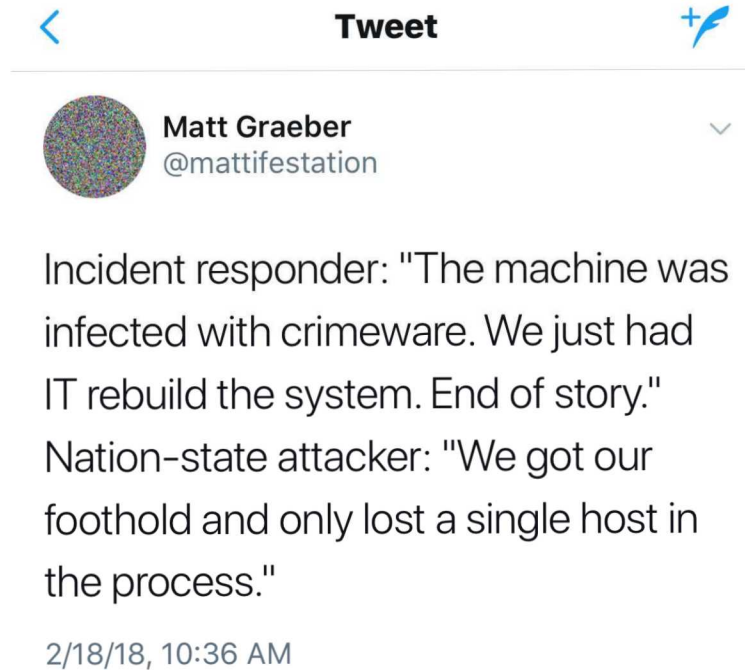 Tweet
Matt Graeber
@mattifestation
Incident responder: "The machine was
infected with crimeware. We just had
IT rebuild the system. End of story."
Nation-state attacker: "We got our
foothold and only lost a single host in
the process."
2/18/18, 10:36 AM